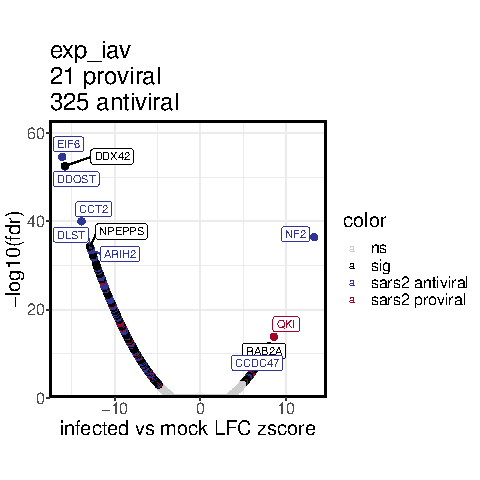 exp_iav
21 proviral
325 antiviral
60
40
20
0
−log10(fdr)
EIF6
DDX42
DDOST
CCT2
NPEPPS
DLST
ARIH2
NF2
QKI
RAB2A
CCDC47
−10
0
10
infected vs mock LFC zscore
color
a ns
a sig
a sars2 antiviral
a sars2 proviral